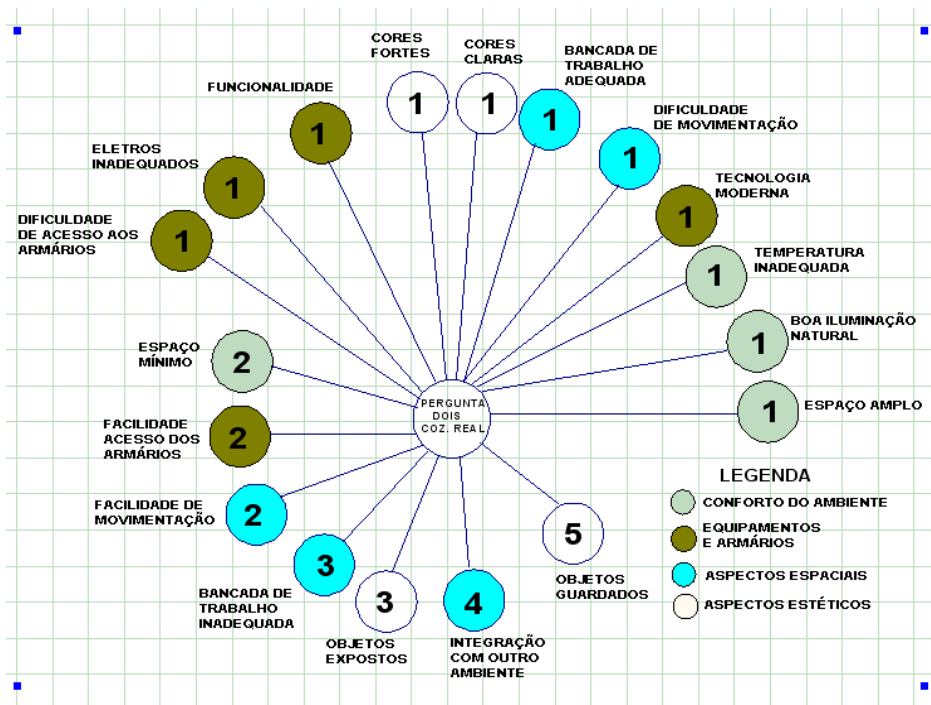 CORES
FORTES
1
CORES
CLARAS
1
BANCADA DE
TRABALHO
ADEQUADA
1
DIFICULDADE
DE MOVIMENTAÇÃO
1
TECNOLOGIA
MODERNA
1
TEMPERATURA
INADEQUADA
1
BOA ILUMINAÇÃO
NATURAL
1
ESPAÇO AMPLO
1
FUNCIONALIDADE
1
ELETROS
INADEQUADOS
1
DIFICULDADE
DE ACESSO AOS
ARMÁRIOS
1
ESPAÇO
MÍNIMO
2
FACILIDADE
ACESSO DOS
ARMÁRIOS
2
FACILIDADE DE
MOVIMENTAÇÃO
2
BANCADA DE
TRABALHO
INADEQUADA
3
OBJETOS
EXPOSTOS
3
INTEGRAÇÃO
COM OUTRO
AMBIENTE
4
OBJETOS
GUARDADOS
5
PERGUNTA
DOIS
COZ. REAL
LEGENDA
CONFORTO DO AMBIENTE
EQUIPAMENTOS
E ARMÁRIOS
ASPECTOS ESPACIAIS
ASPECTOS ESTÉTICOS